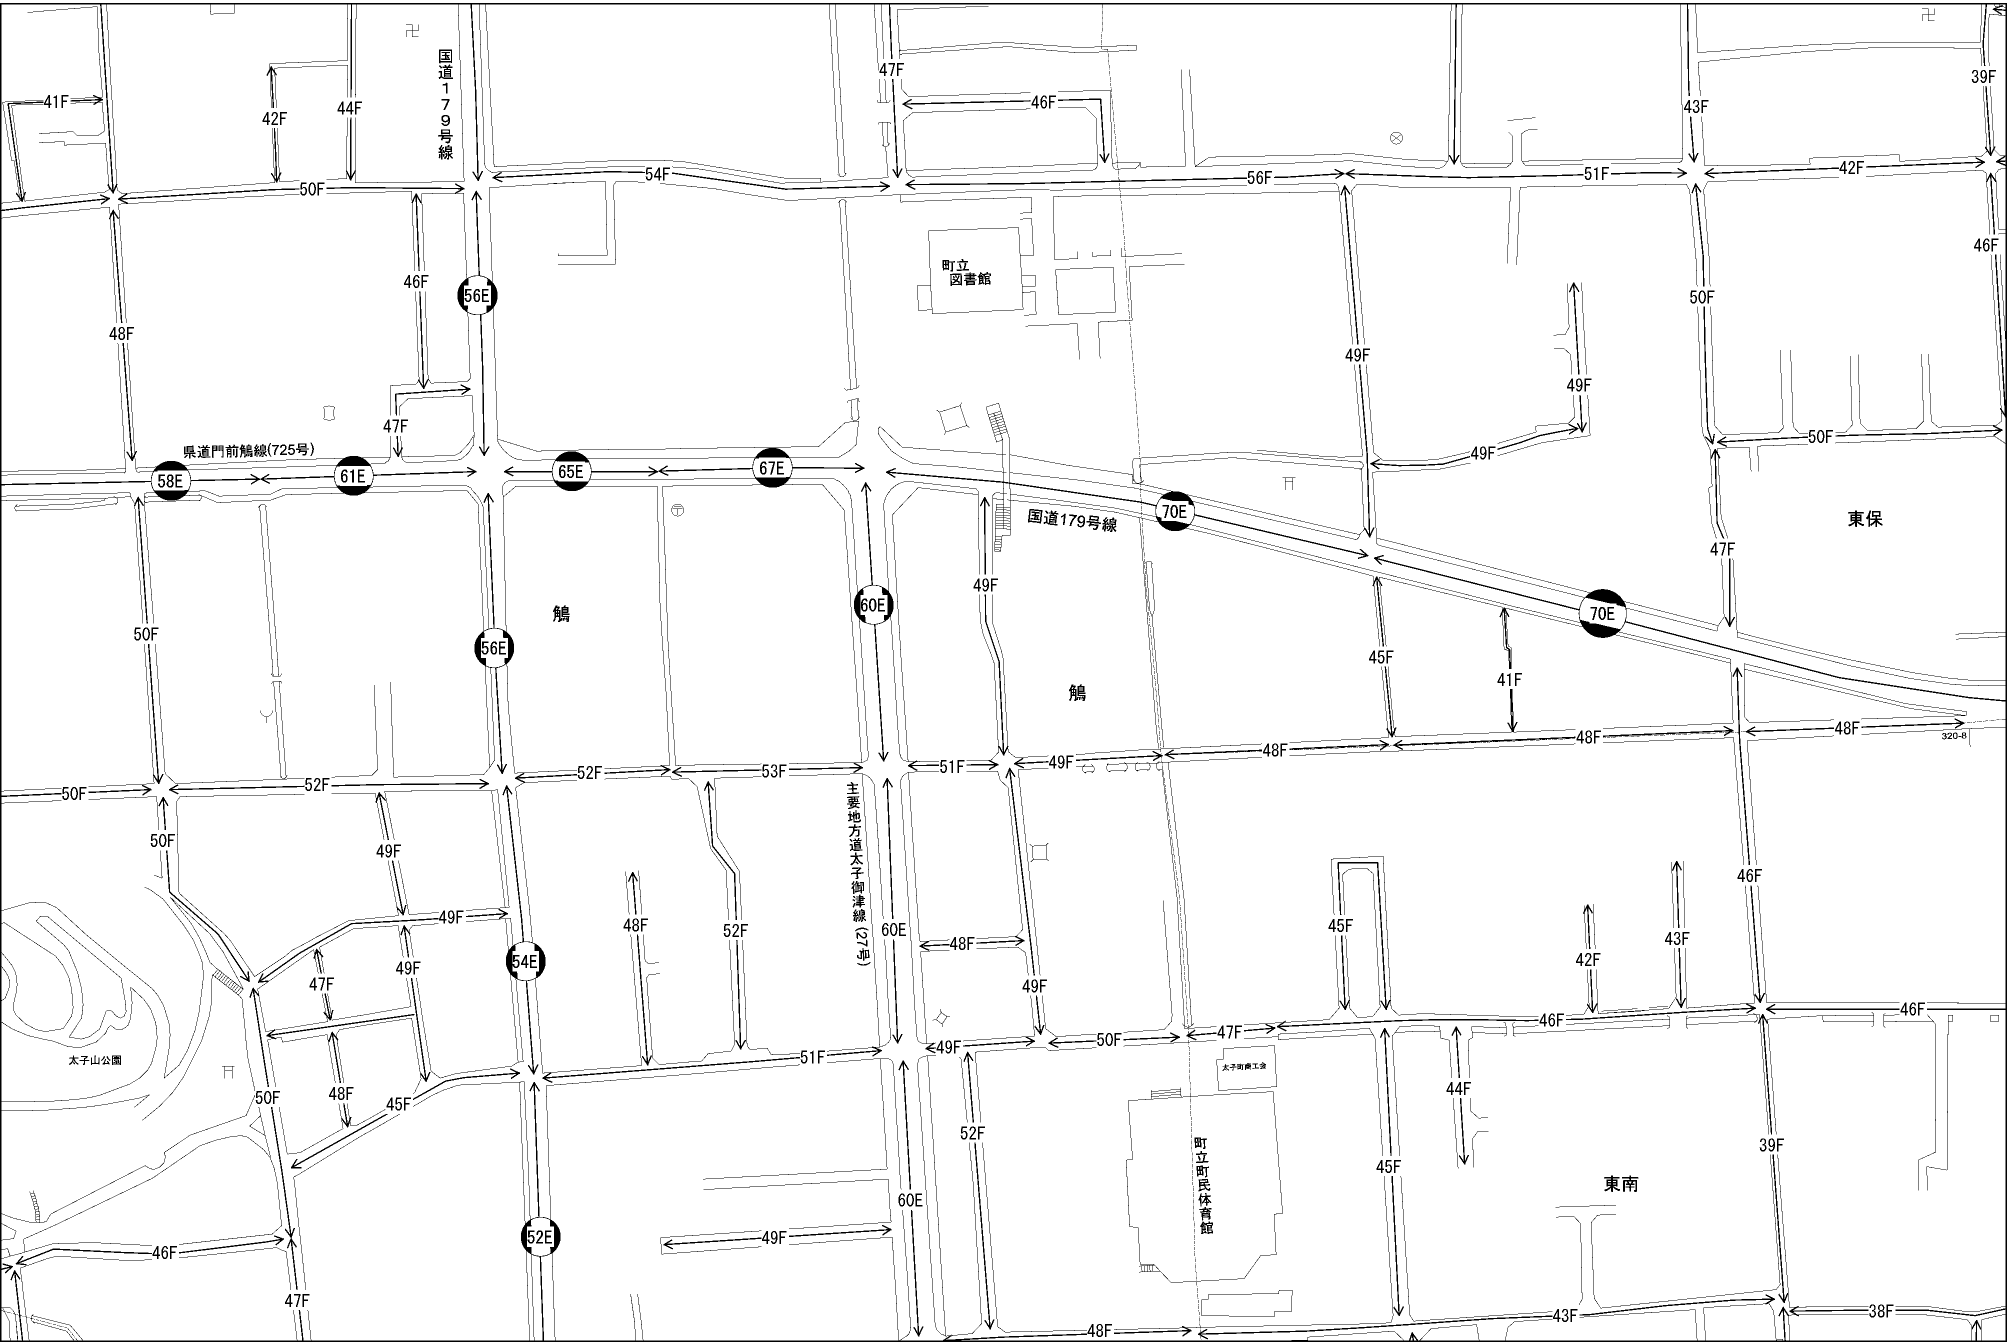 国道179号線
47F
39F
41F
42F
44F
46F
43F
50F
54F
56F
51F
42F
46F
46F
56E
町立
図書館
50F
48F
49F
49F
47F
50F
49F
県道門前鵤線(725号)
58E
61E
65E
67E
70E
国道179号線
東保
47F
49F
60E
70E
鵤
50F
56E
45F
41F
鵤
48F
320-8
48F
48F
49F
51F
53F
52F
52F
50F
主要地方道太子御津線(27号)
50F
49F
46F
49F
48F
52F
60E
48F
45F
43F
42F
54E
49F
47F
49F
46F
46F
47F
50F
49F
51F
太子山公園
太子町商工会
50F
48F
45F
44F
52F
町立町民体育館
45F
39F
東南
60E
52E
49F
46F
47F
48F
43F
38F